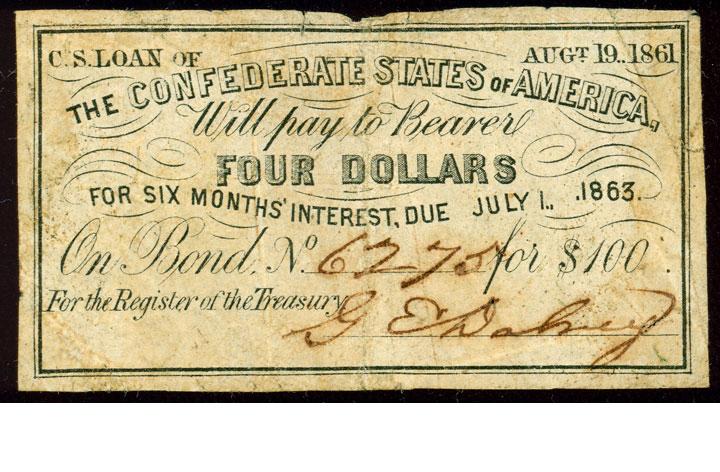 C.S. LOAN OF AUGT 19.. 1861
THE CONFEDERATE STATES OF AMERICA,
Will pay to Bearer
FOUR DOLLARS
FOR SIX MONTHS' INTEREST, DUE JULY 1.. .1863.
On Bond, No. 6275 for $100.
For the Register of the Treasury
G E Dabney